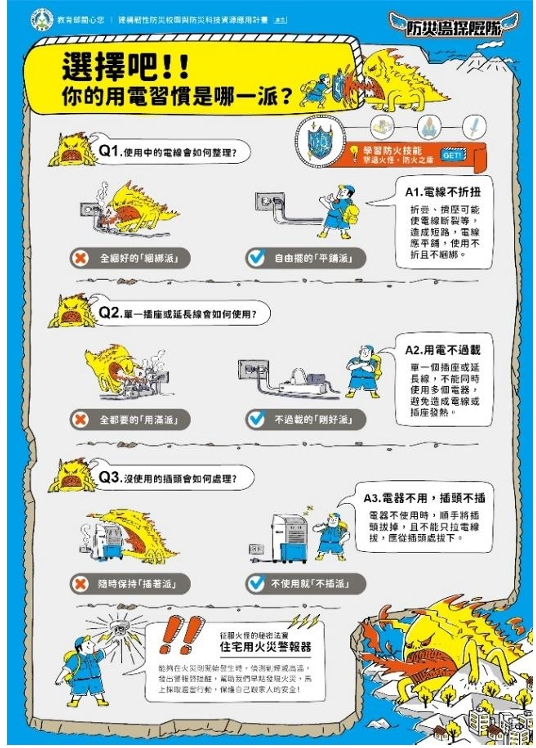 教育部關心您 | 建構韌性防災校園與防災科技資源應用計畫
防災島探險隊
選擇吧!!
你的用電習慣是哪一派?
學習防火技能
擊退火怪,防火之盾
GET!
Q1.使用中的電線會如何整理?
A1.電線不折扭
折疊、擠壓可能
使電線斷裂等,
造成短路,電線
應平鋪,使用不
折且不綑綁。
全綑好的「綑綁派」
自由擺的「平鋪派」
Q2.單一插座或延長線會如何使用?
A2.用電不過載
單一個插座或延
長線,不能同時
使用多個電器,
避免造成電線或
插座發熱。
全都要的「用滿派」
不過載的「剛好派」
Q3.沒使用的插頭會如何處理?
A3.電器不用,插頭不插
電器不使用時,順手將插
頭拔掉,且不能只拉電線
拔,應從插頭處拔下。
隨時保持「插著派」
不使用就「不插派」
征服火怪的秘密法寶
住宅用火災警報器
能夠在火災剛開始發生時,偵測到煙或高溫,
發出警報聲提醒,幫助我們早點發現火災,馬
上採取適當行動,保護自己跟家人的安全!